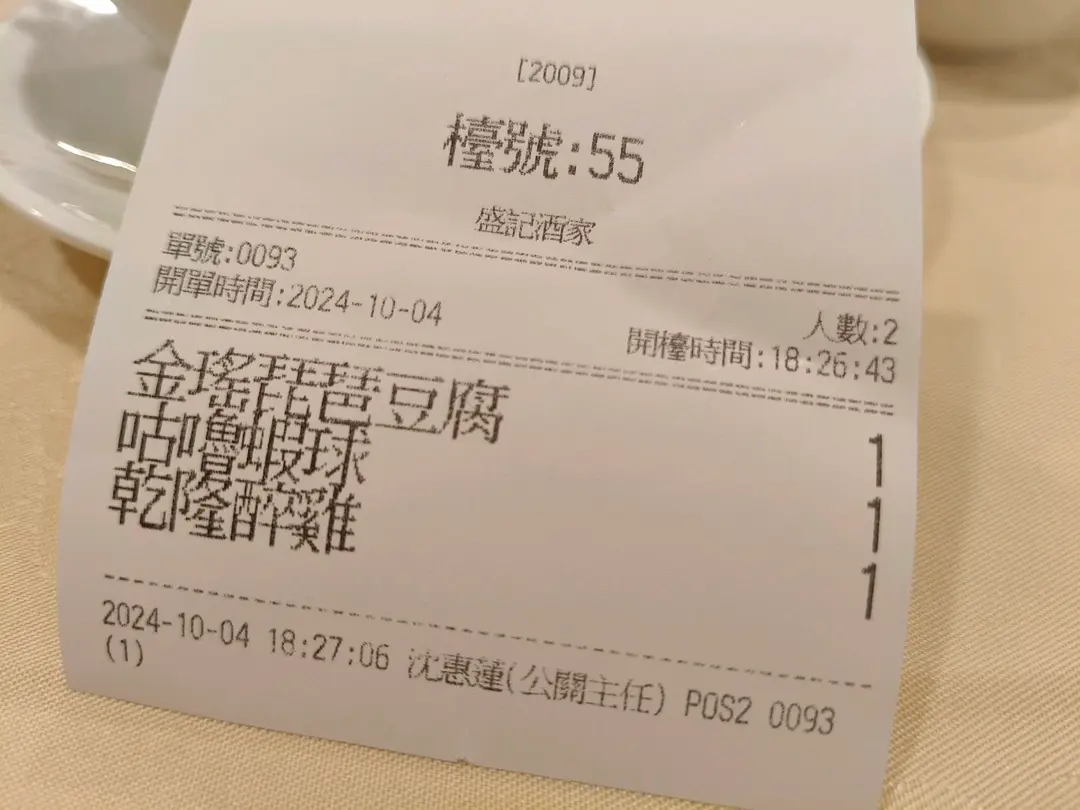 [2009]
檯號:55
盛記酒家
單號:0093
人數:2
開單時間:2024-10-04
開檯時間:18:26:43
金瑤琵琶豆腐 1
咕嚕蝦球 1
乾隆醉雞 1
2024-10-04 18:27:06 沈惠蓮(公關主任) POS2 0093
(1)